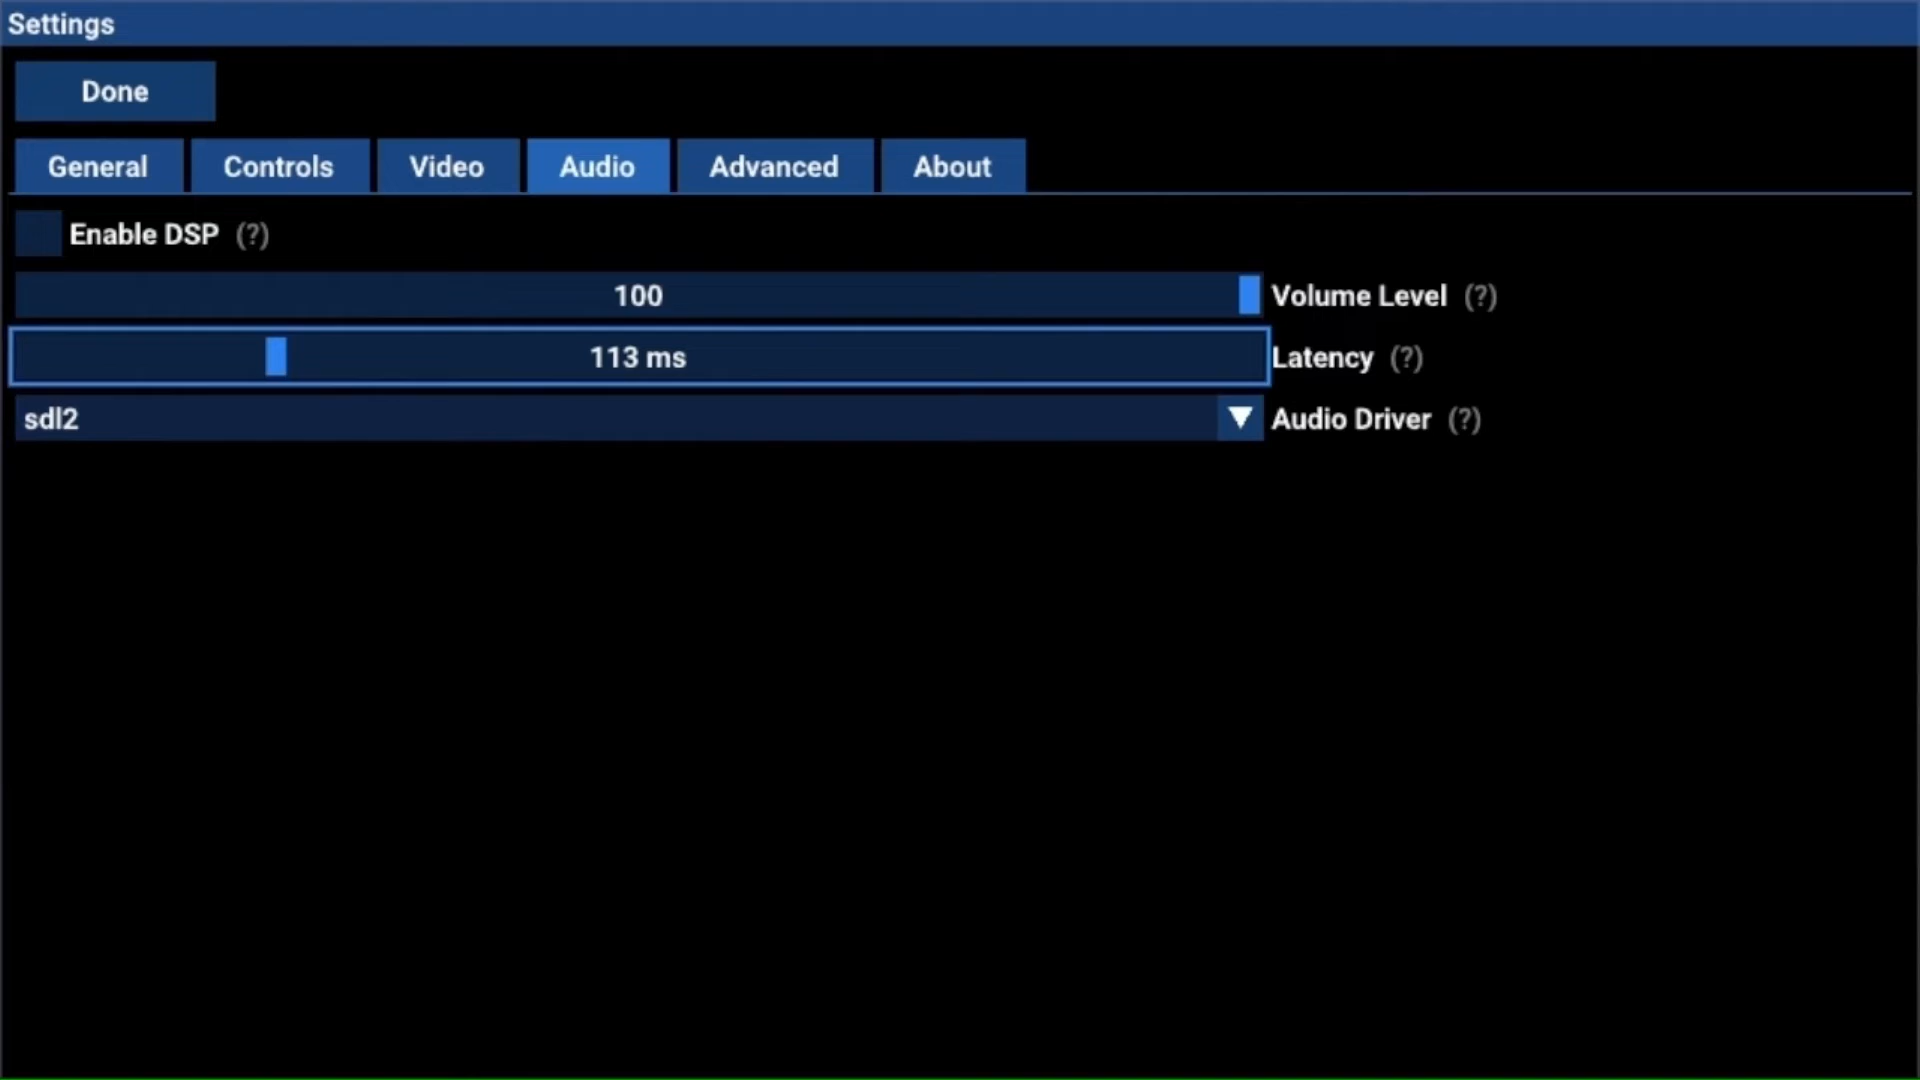 Settings
Done
General Controls Video Audio Advanced About
Enable DSP (?)
100 Volume Level (?)
113 ms Latency (?)
sdl2 Audio Driver (?)